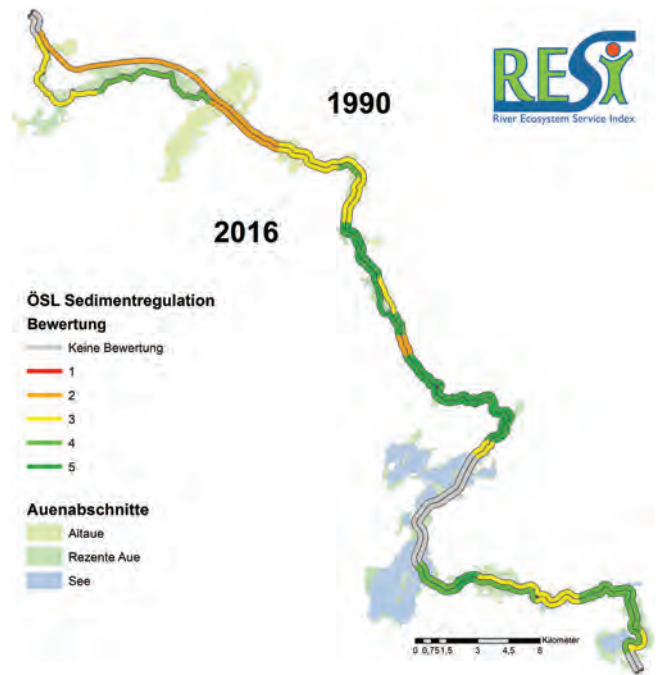 RESI
River Ecosystem Service Index
1990
2016
ÖSL Sedimentregulation
Bewertung
Keine Bewertung
1
2
3
4
5
Auenabschnitte
Altaue
Rezente Aue
See
Kilometer
0 0,75 1,5 3 4,5 6